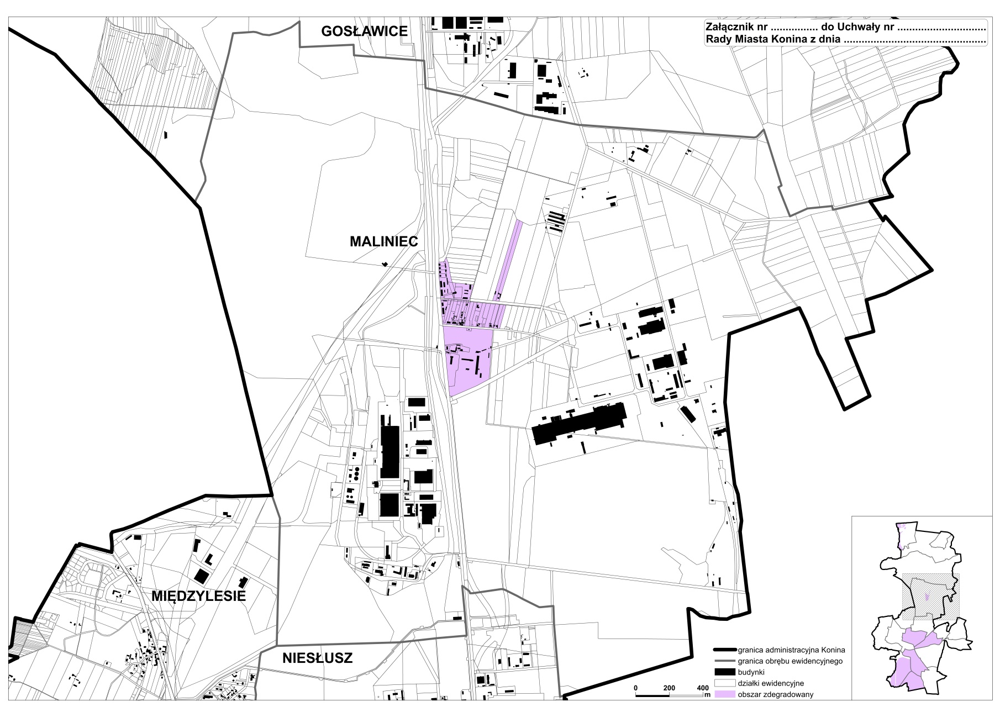 Załącznik nr ................ do Uchwały nr ..............................
Rady Miasta Konina z dnia ................................................
GOSŁAWICE
MALINIEC
MIĘDZYLESIE
NIESŁUSZ
granica administracyjna Konina
granica obrębu ewidencyjnego
budynki
działki ewidencyjne
obszar zdegradowany
0 200 400
m